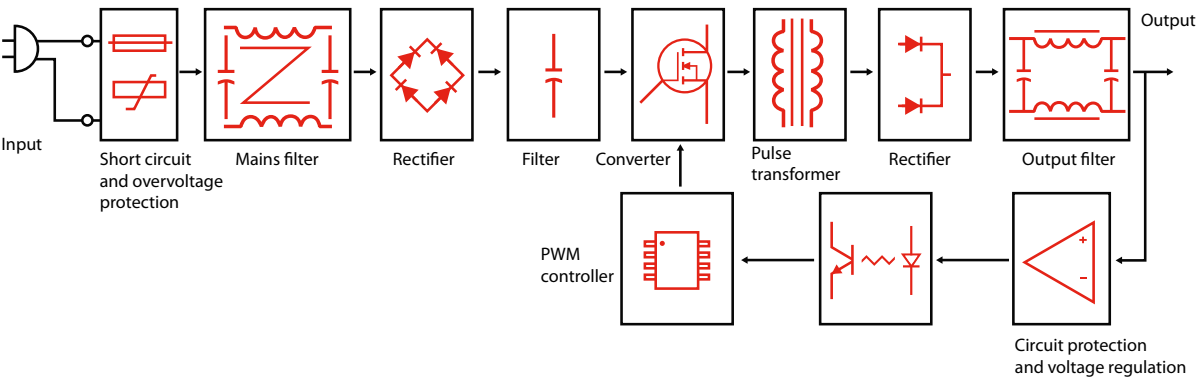 Output
Input
Short circuit
and overvoltage
protection
Mains filter
Rectifier
Filter
Converter
Pulse
transformer
Rectifier
Output filter
PWM
controller
+
-
Circuit protection
and voltage regulation